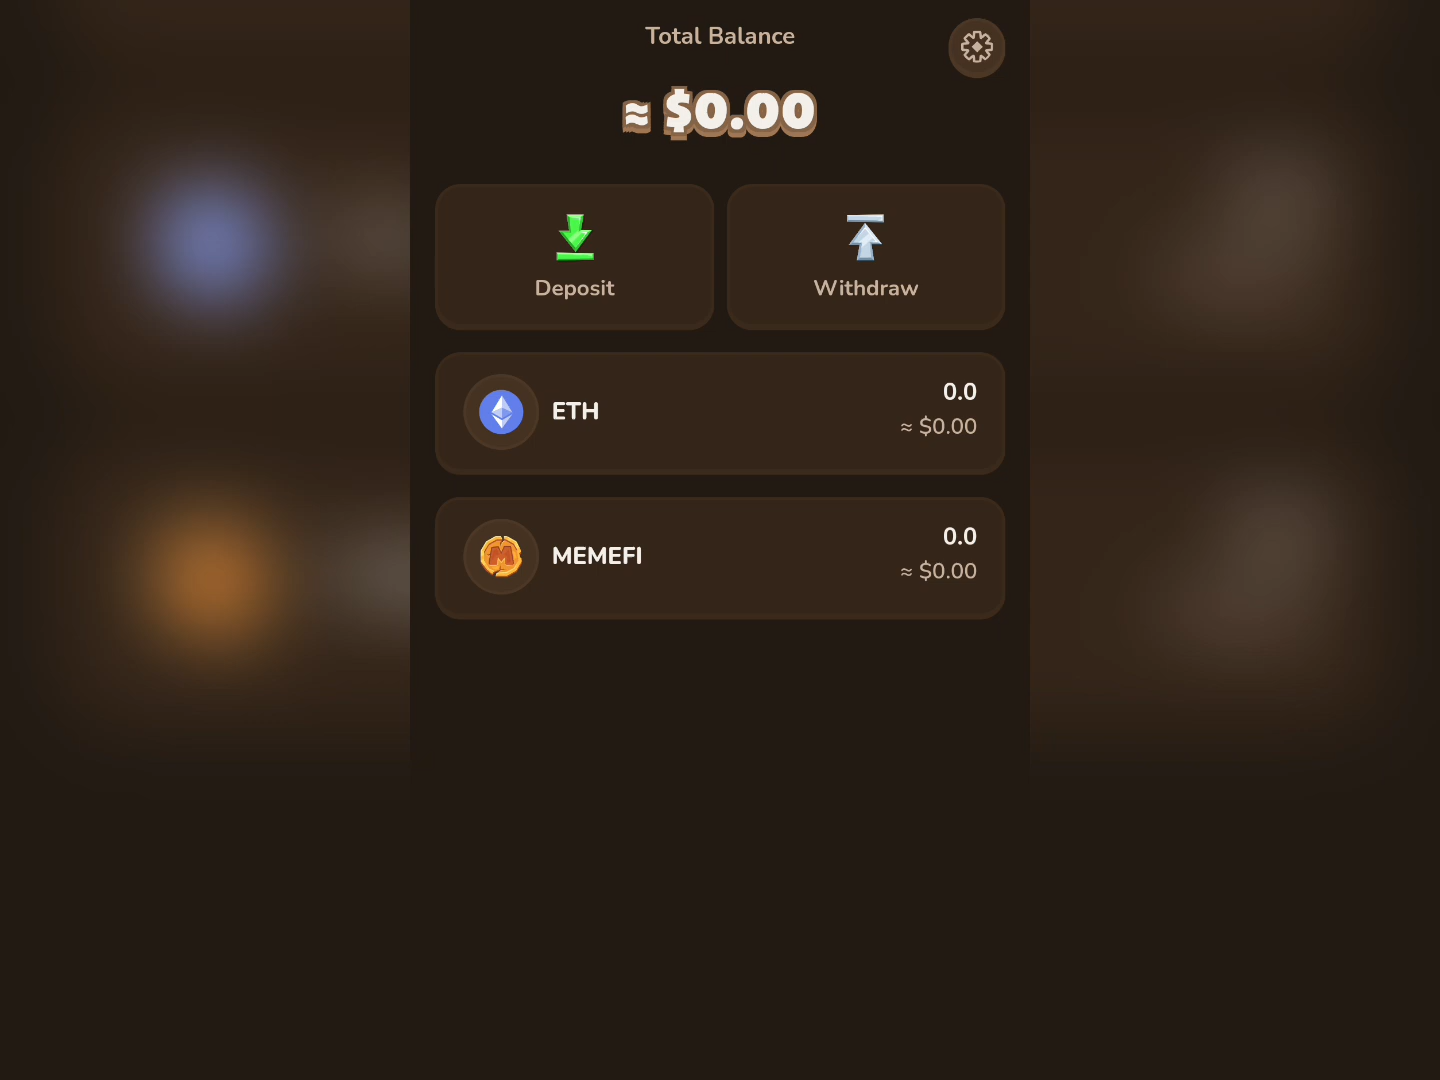 Total Balance
≈ $0.00
Deposit
Withdraw
ETH
0.0
≈ $0.00
MEMEFI
0.0
≈ $0.00